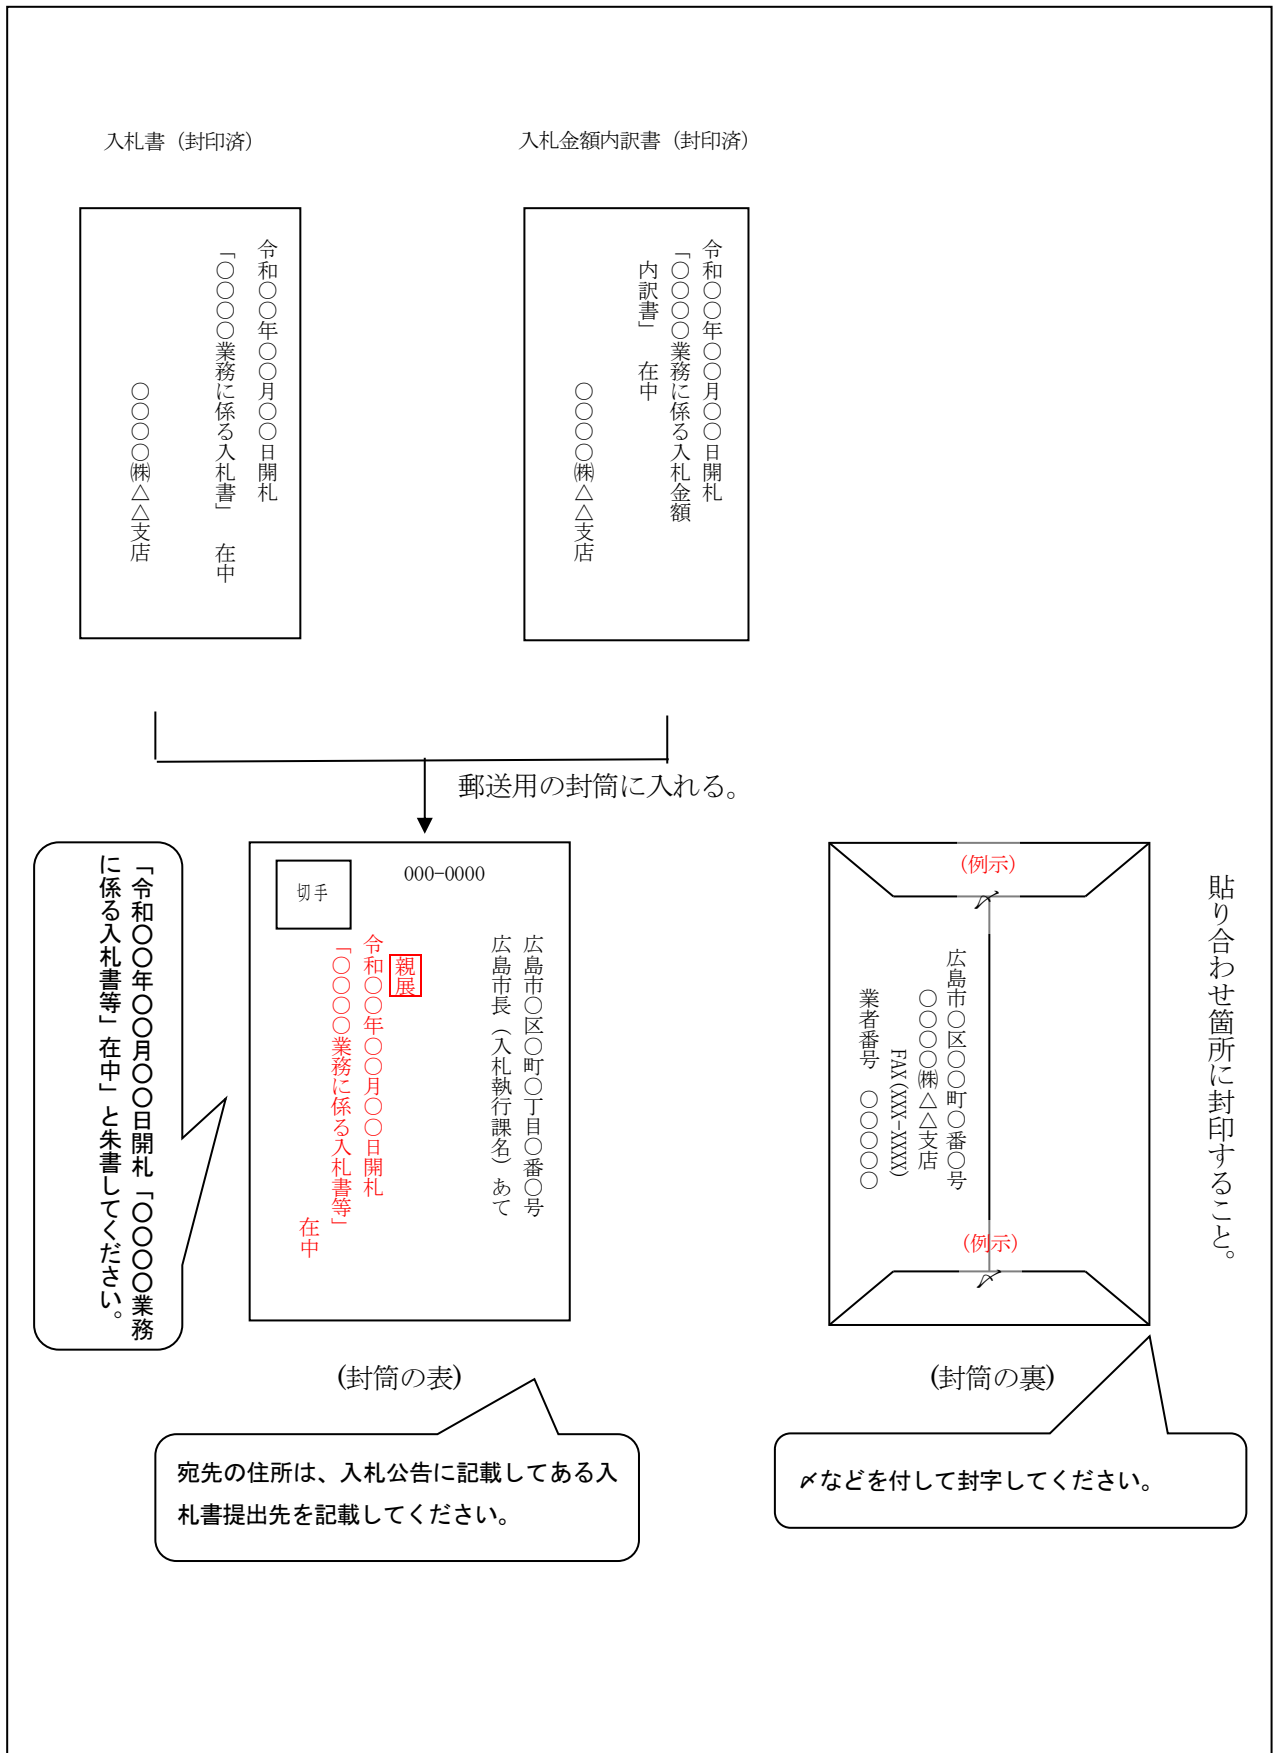 入札書（封印済）
入札金額内訳書（封印済）
令和〇〇年〇〇月〇〇日開札
「〇〇〇〇業務に係る入札書」　在中
〇〇〇〇㈱△△支店
令和〇〇年〇〇月〇〇日開札
「〇〇〇〇業務に係る入札金額
内訳書」　在中
〇〇〇〇㈱△△支店
郵送用の封筒に入れる。
「令和〇〇年〇〇月〇〇日開札「〇〇〇〇業務
に係る入札書等」在中」と朱書してください。
切手
000-0000
広島市〇区〇町〇丁目〇番〇号
広島市長（入札執行課名）あて
親展
令和〇〇年〇〇月〇〇日開札
「〇〇〇〇業務に係る入札書等」
在中
(封筒の表)
貼り合わせ箇所に封印すること。
(例示)
〆
広島市〇区〇〇町〇番〇号
〇〇〇〇㈱△△支店
FAX(XXX-XXXX)
業者番号　〇〇〇〇〇
(例示)
〆
(封筒の裏)
宛先の住所は、入札公告に記載してある入
札書提出先を記載してください。
〆などを付して封字してください。